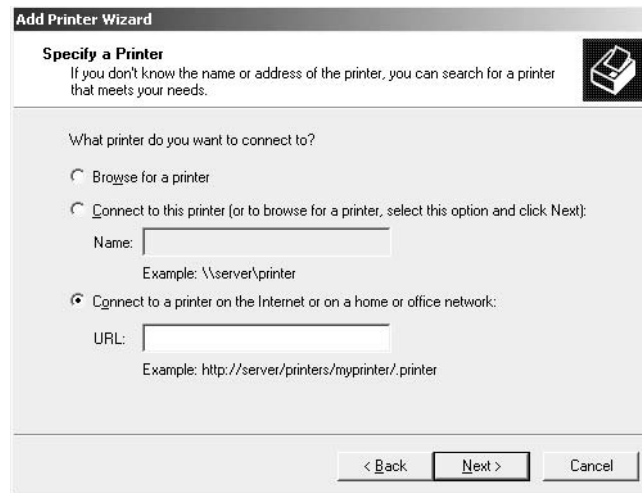 Add Printer Wizard
Specify a Printer
If you don't know the name or address of the printer, you can search for a printer
that meets your needs.
What printer do you want to connect to?
Browse for a printer
Connect to this printer (or to browse for a printer, select this option and click Next):
Name:
Example: \\server\printer
Connect to a printer on the Internet or on a home or office network:
URL:
Example: http://server/printers/myprinter/.printer
< Back
Next >
Cancel